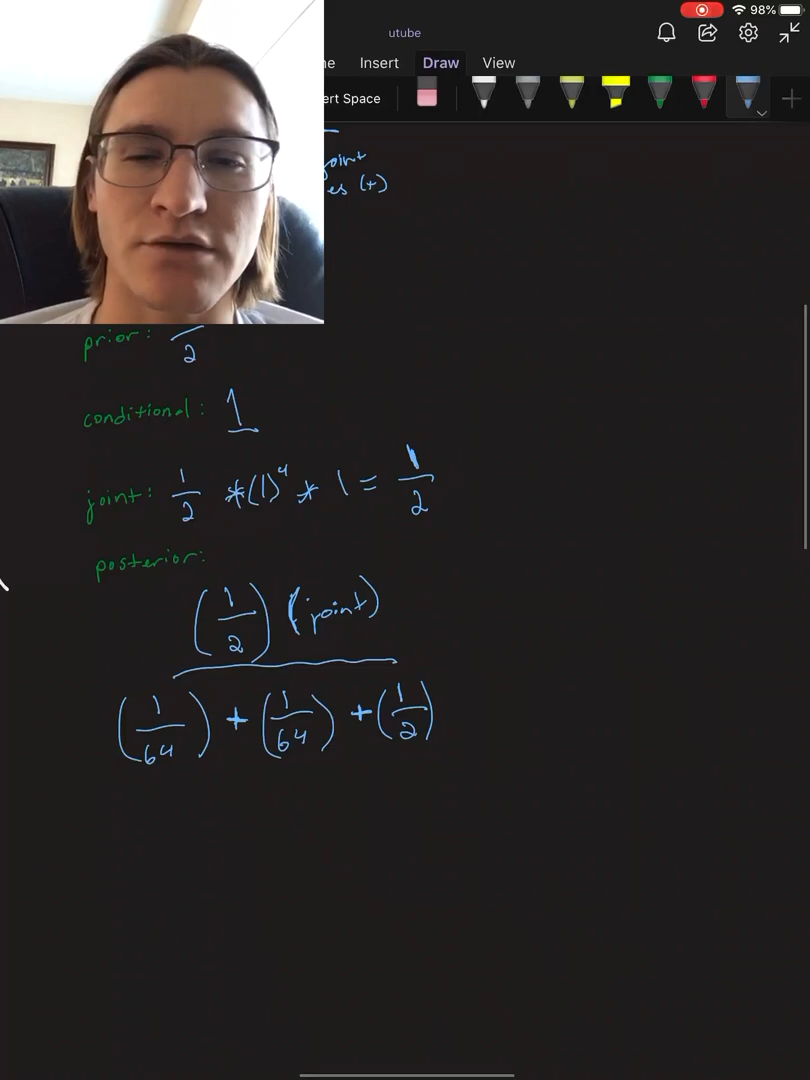 98%
utube
ne Insert Draw View
ert Space
joint
es (+)
prior: 2
conditional: 1
joint: 1/2 *(1)^4 * 1 = 1/2
posterior:
(1/2) (joint)
(1/64) + (1/64) + (1/2)